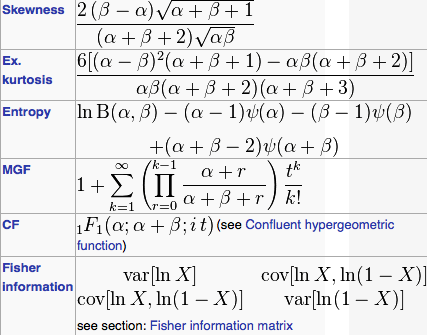 Skewness
2 (β − α)√(α + β + 1)
(α + β + 2)√(αβ)
Ex.
kurtosis
6[(α − β)²(α + β + 1) − αβ(α + β + 2)]
αβ(α + β + 2)(α + β + 3)
Entropy
ln B(α, β) − (α − 1)ψ(α) − (β − 1)ψ(β)
+(α + β − 2)ψ(α + β)
MGF
1 + ∑_{k=1}^{∞} (∏_{r=0}^{k−1} (α + r)/(α + β + r)) t^k/k!
CF
₁F₁(α; α + β; i t) (see Confluent hypergeometric
function)
Fisher
information
var[ln X] cov[ln X, ln(1 − X)]
cov[ln X, ln(1 − X)] var[ln(1 − X)]
see section: Fisher information matrix